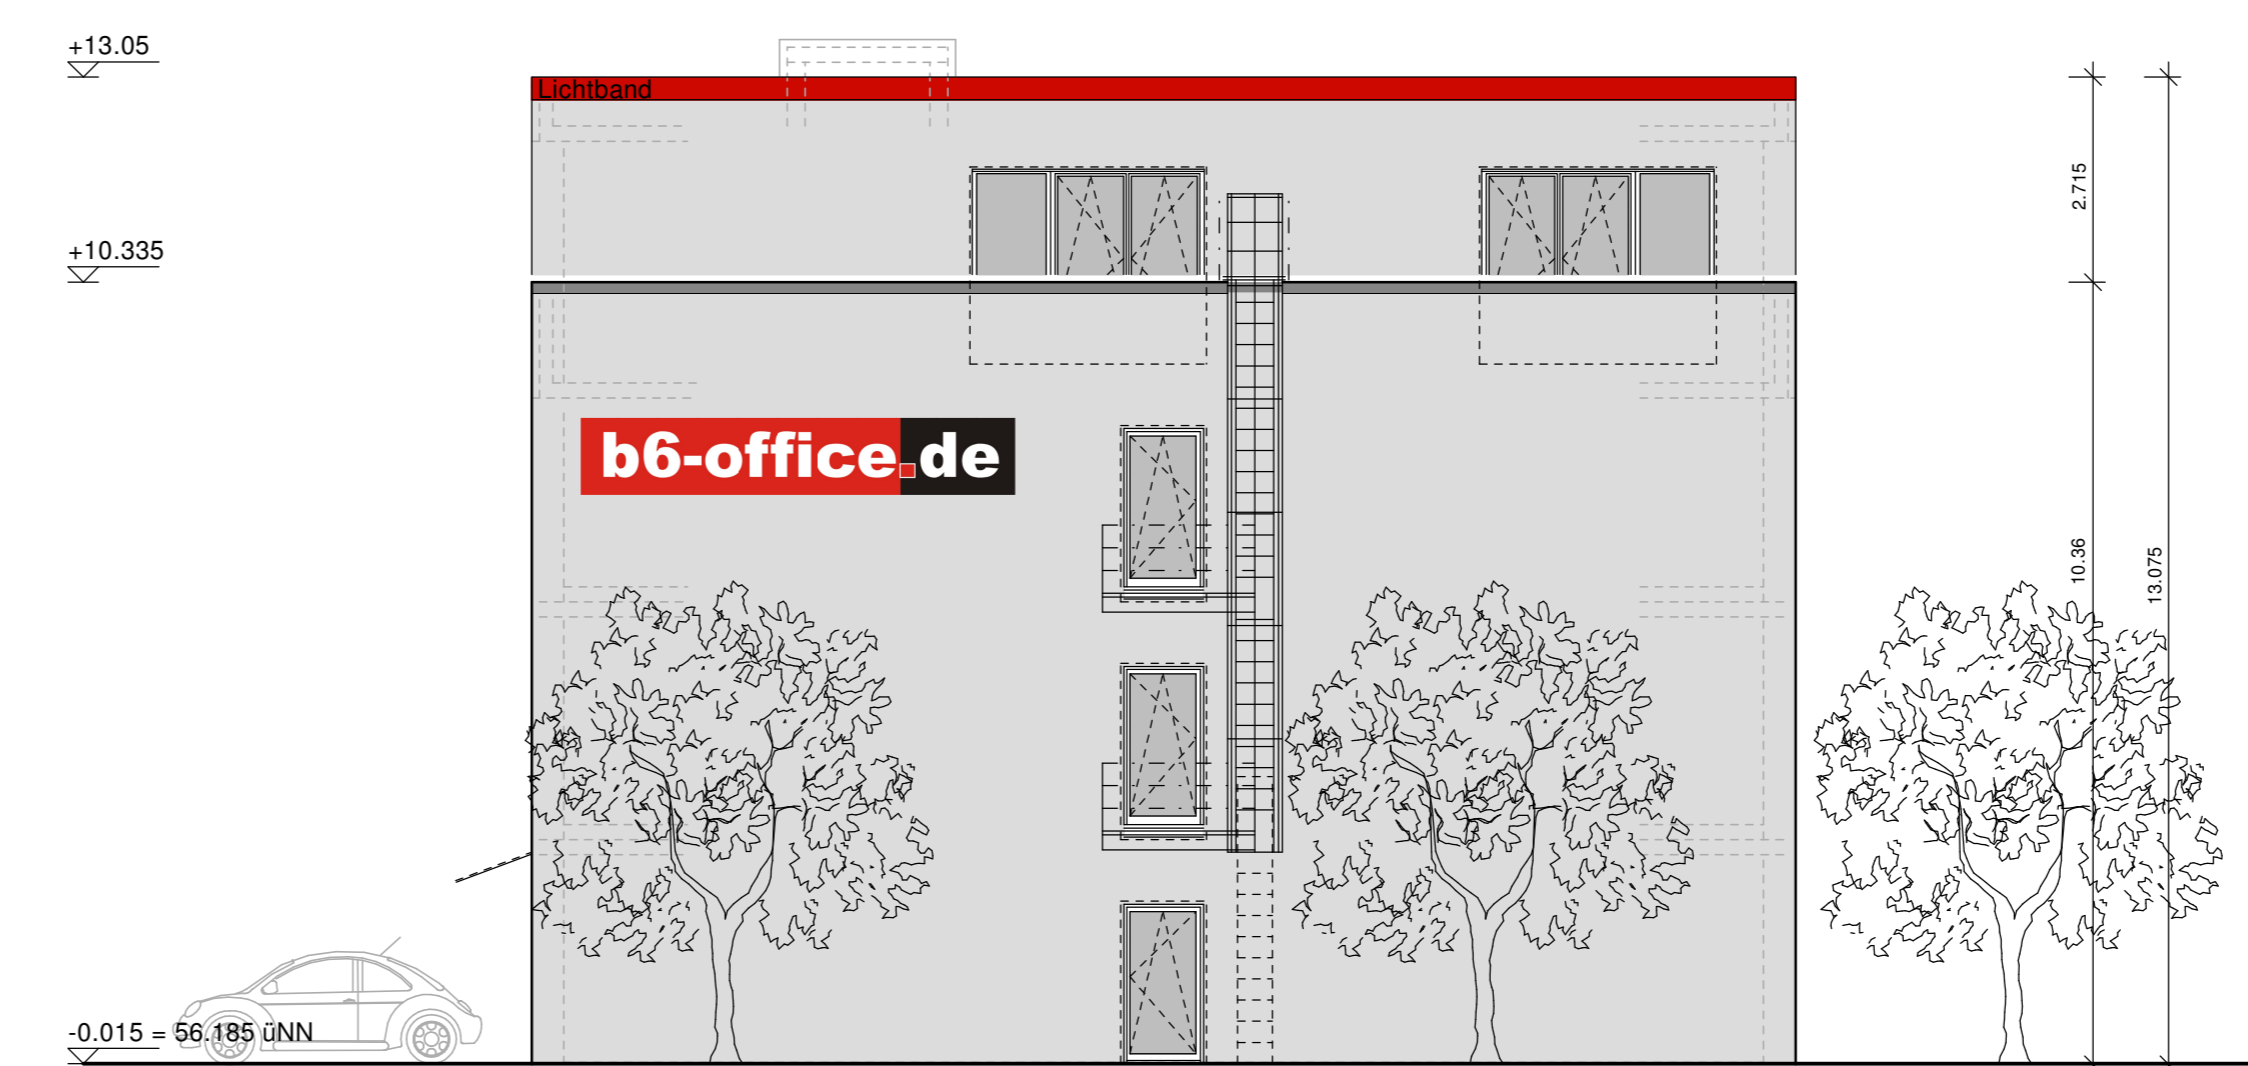 +13.05
Lichtband
+10.335
2.715
b6-office.de
10.36
13.075
-0.015 = 56.185 üNN